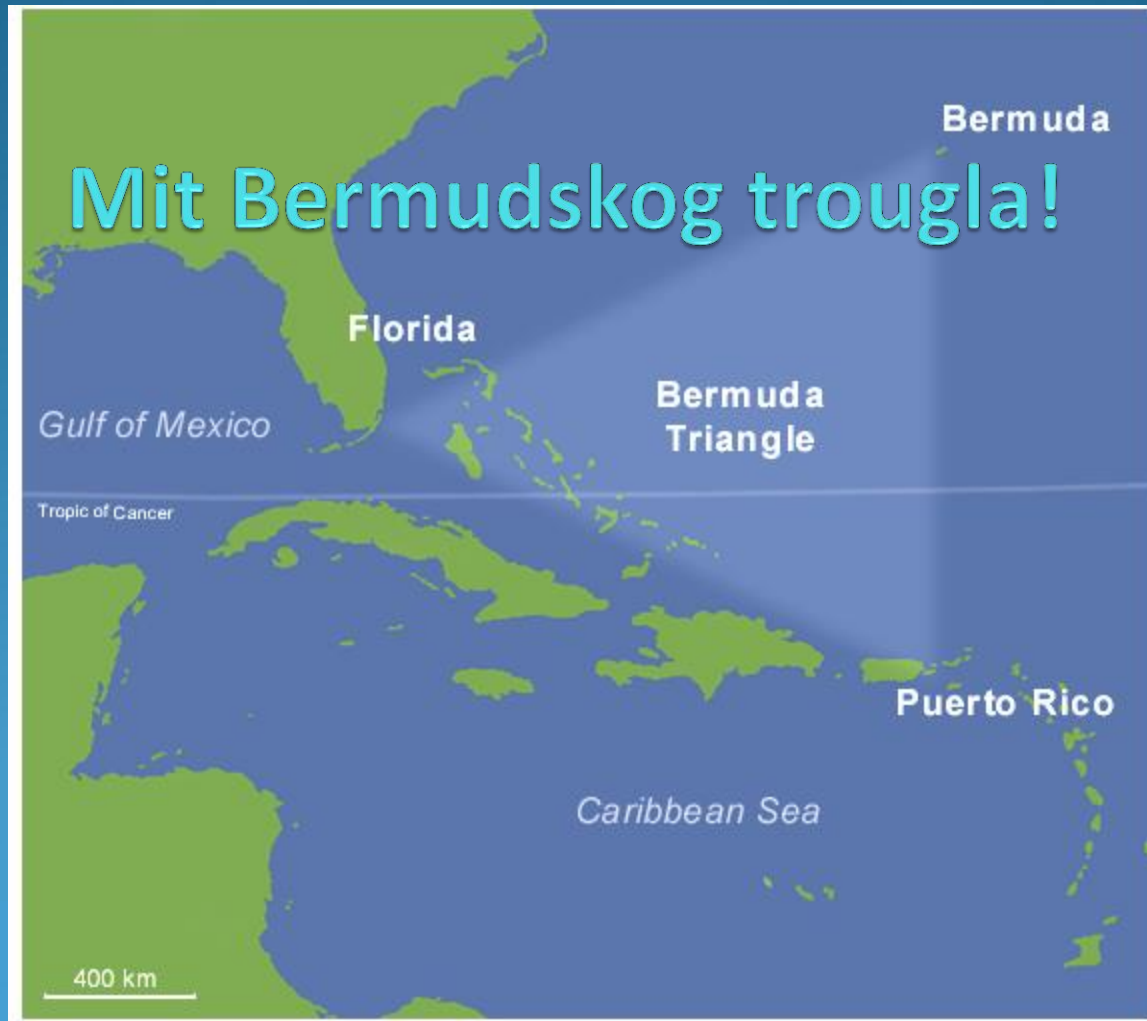 Bermuda
Mit Bermudskog trougla!
Florida
Bermuda
Triangle
Gulf of Mexico
Tropic of Cancer
Puerto Rico
Caribbean Sea
400 km